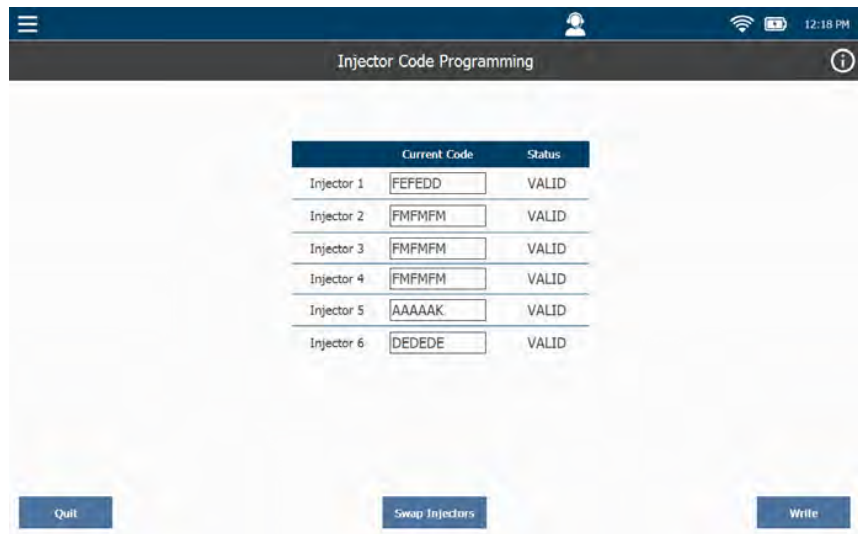 12:18 PM
Injector Code Programming
Current Code Status
Injector 1 FEFEDD VALID
Injector 2 FMFMFM VALID
Injector 3 FMFMFM VALID
Injector 4 FMFMFM VALID
Injector 5 AAAAAK VALID
Injector 6 DEDEDE VALID
Quit Swap Injectors Write